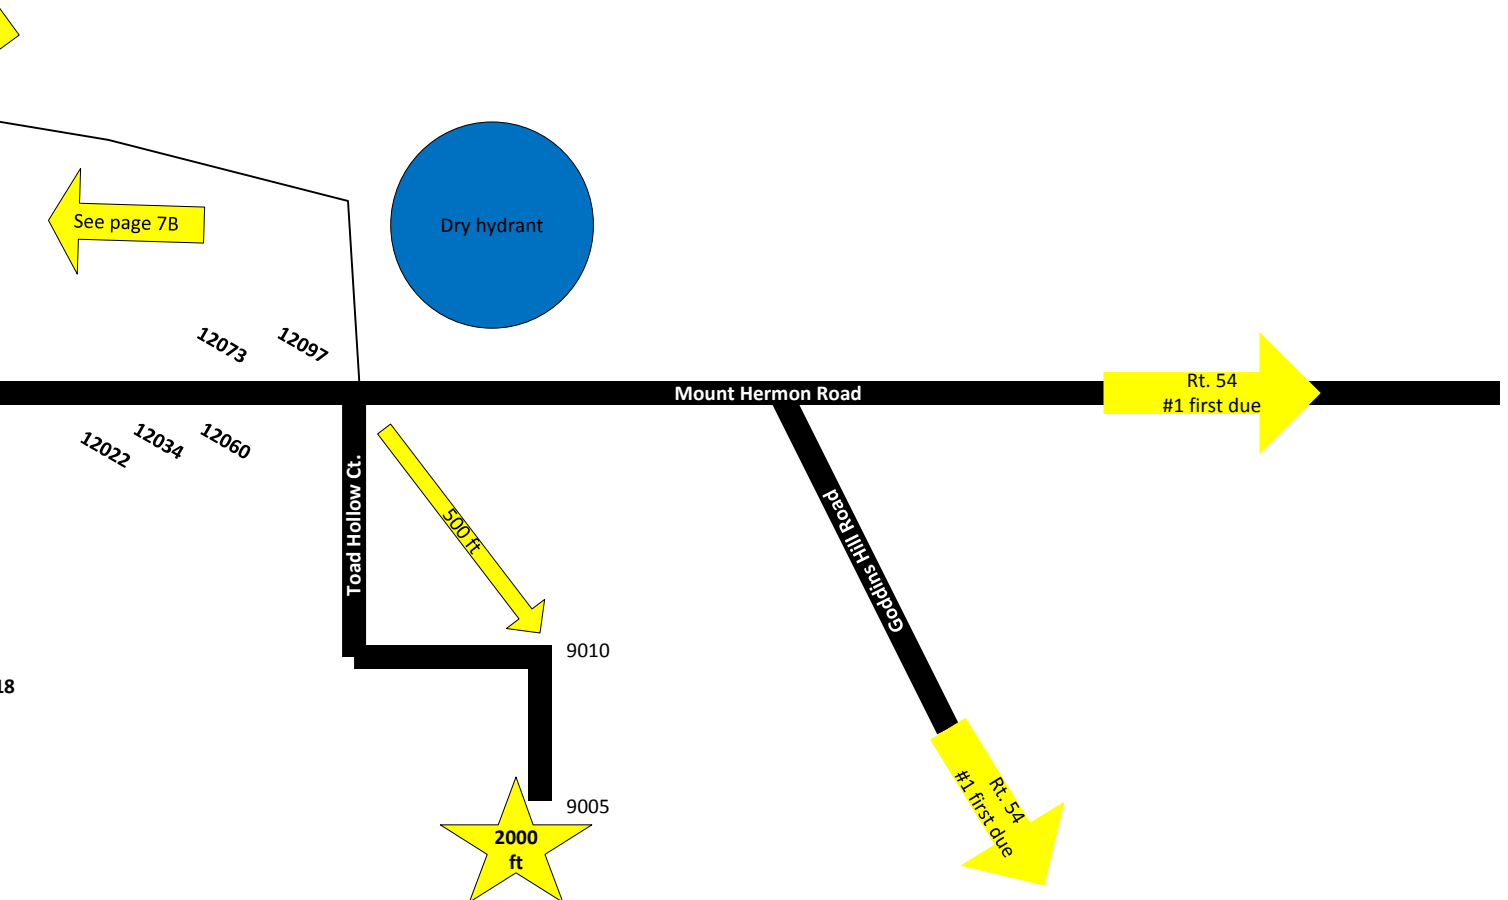 Dry hydrant
See page 7B
12073
12097
Mount Hermon Road
Rt. 54
#1 first due
12022
12034
12060
Toad Hollow Ct.
500 ft
Goddins Hill Road
9010
18
Rt. 54
#1 first due
9005
2000
ft